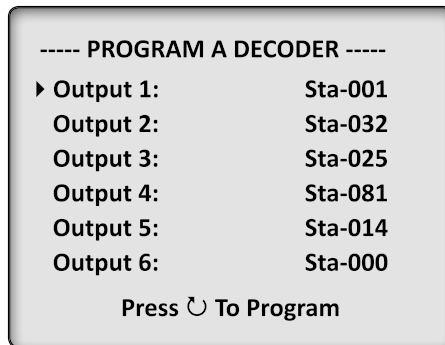 ----- PROGRAM A DECODER -----
Output 1: Sta-001
Output 2: Sta-032
Output 3: Sta-025
Output 4: Sta-081
Output 5: Sta-014
Output 6: Sta-000
Press ↻ To Program